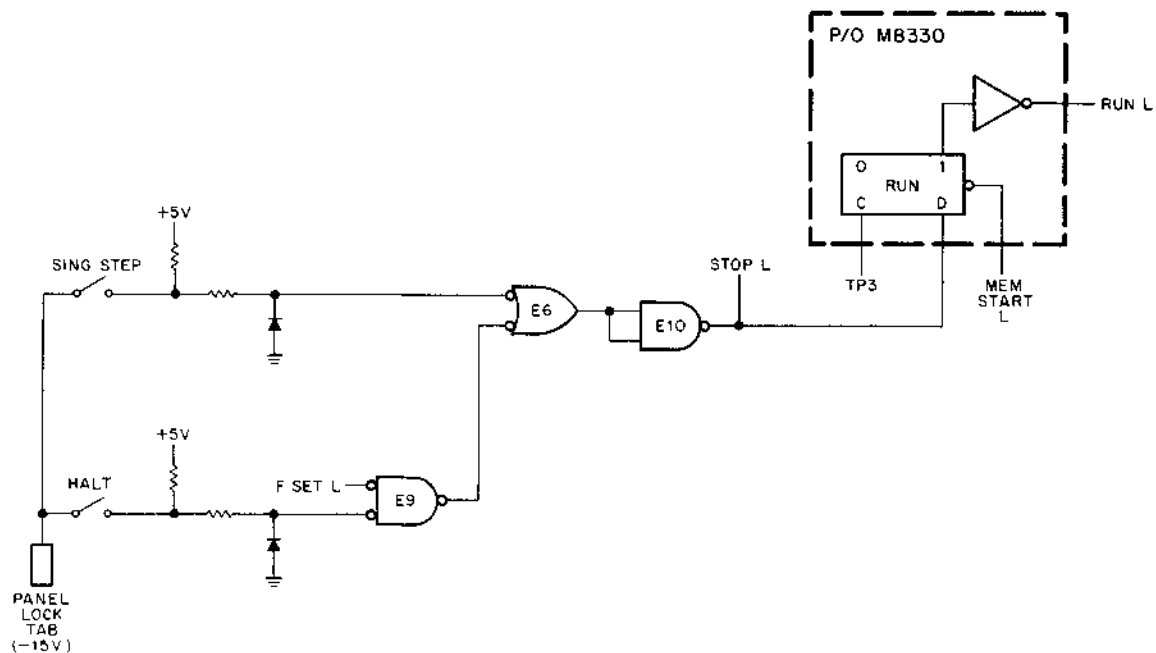 P/O M8330
RUN L
0 1
RUN
C D
+5V
SING STEP
STOP L
TP3
MEM
START
L
E6
E10
+5V
HALT
F SET L
E9
PANEL
LOCK
TAB
(-15V)